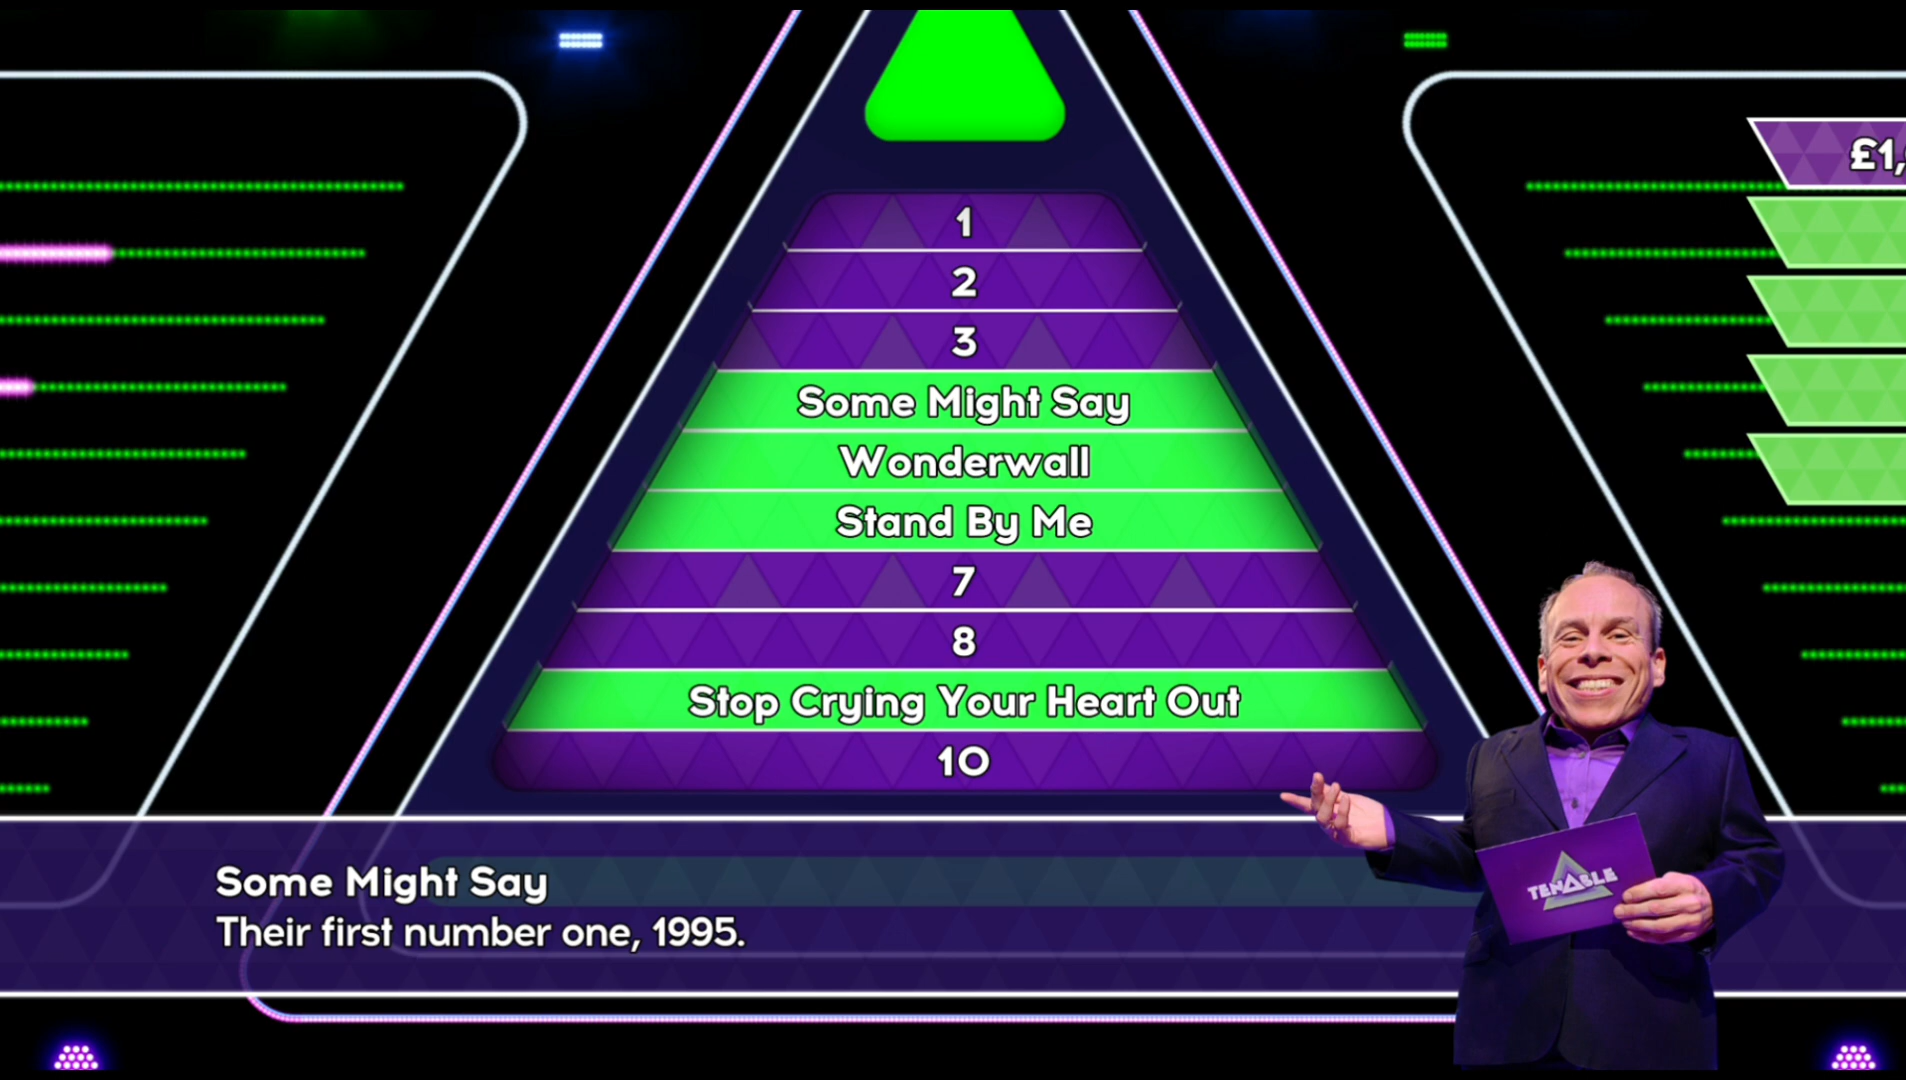 £1,
1
2
3
Some Might Say
Wonderwall
Stand By Me
7
8
Stop Crying Your Heart Out
10
Some Might Say
Their first number one, 1995.
TENABLE